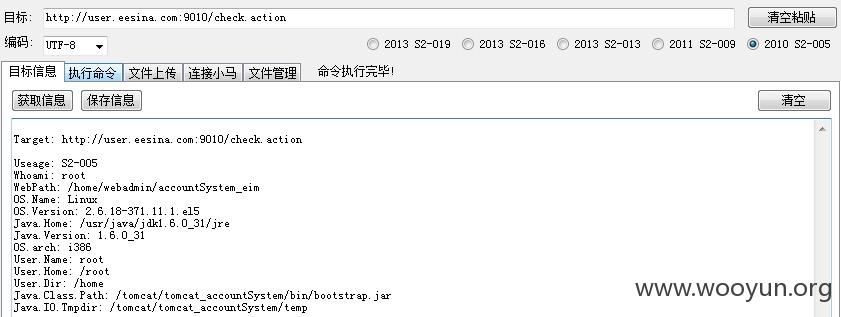 目标: http://user.eesina.com:9010/check.action 清空粘贴
编码: UTF-8 2013 S2-019 2013 S2-016 2013 S2-013 2011 S2-009 2010 S2-005
目标信息 执行命令 文件上传 连接小马 文件管理 命令执行完毕!
获取信息 保存信息 清空
Target: http://user.eesina.com:9010/check.action
Useage: S2-005
Whoami: root
WebPath: /home/webadmin/accountSystem_eim
OS.Name: Linux
OS.Version: 2.6.18-371.11.1.el5
Java.Home: /usr/java/jdk1.6.0_31/jre
Java.Version: 1.6.0_31
OS.arch: i386
User.Name: root
User.Home: /root
User.Dir: /home
Java.Class.Path: /tomcat/tomcat_accountSystem/bin/bootstrap.jar
Java.IO.Tmpdir: /tomcat/tomcat_accountSystem/temp
www.wooyun.org